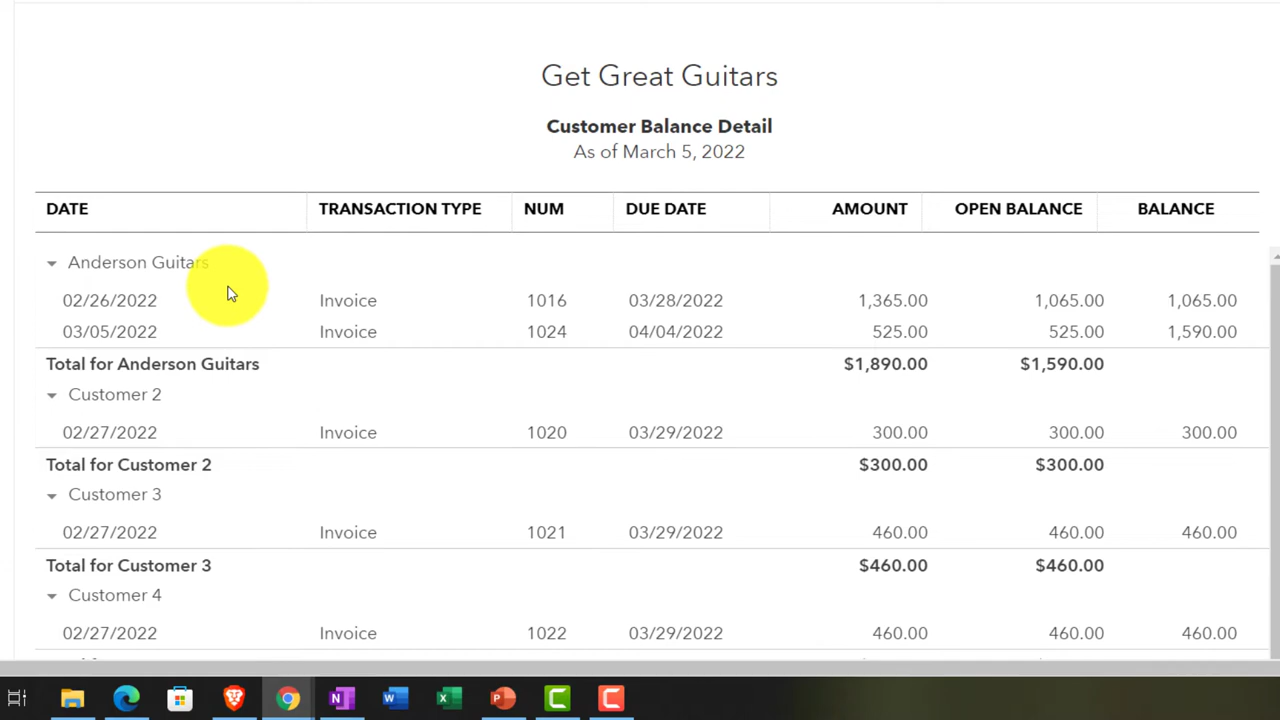 Get Great Guitars
Customer Balance Detail
As of March 5, 2022
DATE TRANSACTION TYPE NUM DUE DATE AMOUNT OPEN BALANCE BALANCE
Anderson Guitars
02/26/2022 Invoice 1016 03/28/2022 1,365.00 1,065.00 1,065.00
03/05/2022 Invoice 1024 04/04/2022 525.00 525.00 1,590.00
Total for Anderson Guitars $1,890.00 $1,590.00
Customer 2
02/27/2022 Invoice 1020 03/29/2022 300.00 300.00 300.00
Total for Customer 2 $300.00 $300.00
Customer 3
02/27/2022 Invoice 1021 03/29/2022 460.00 460.00 460.00
Total for Customer 3 $460.00 $460.00
Customer 4
02/27/2022 Invoice 1022 03/29/2022 460.00 460.00 460.00
N W X P C C